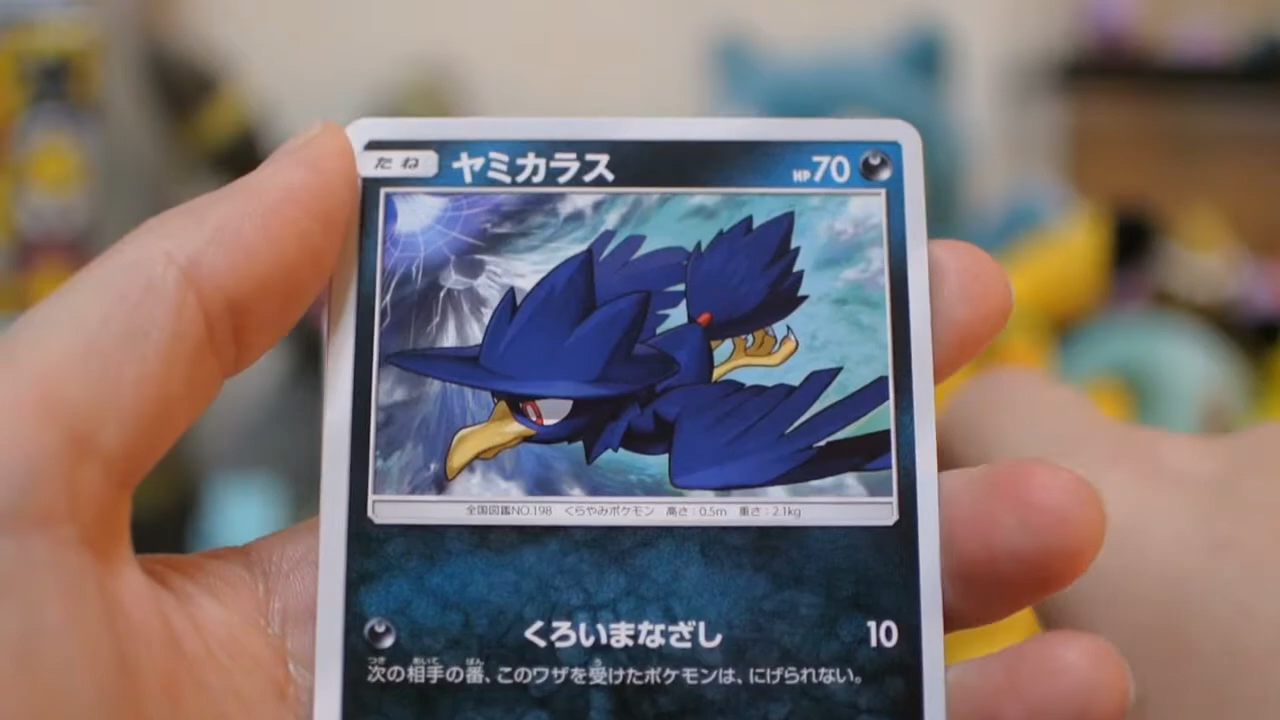 たね ヤミカラス HP70
全国図鑑NO.198 くらやみポケモン 高さ:0.5m 重さ:2.1kg
くろいまなざし 10
次の相手の番、このワザを受けたポケモンは、にげられない。